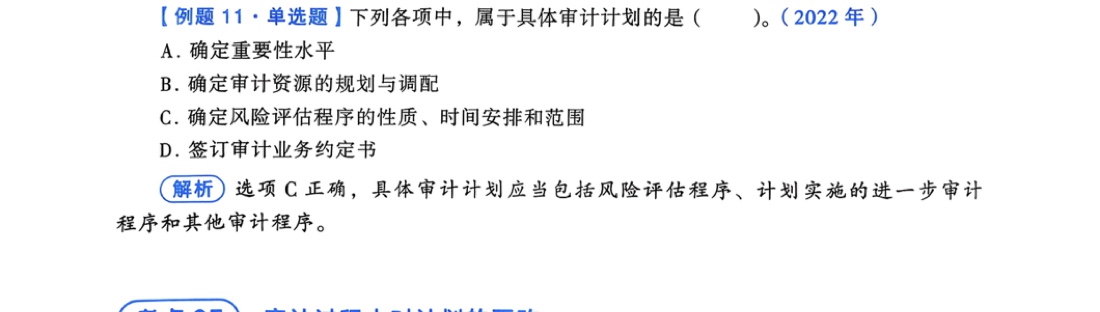 【例题 11·单选题】下列各项中，属于具体审计计划的是（　　）。（2022 年）
A. 确定重要性水平
B. 确定审计资源的规划与调配
C. 确定风险评估程序的性质、时间安排和范围
D. 签订审计业务约定书
解析 选项 C 正确，具体审计计划应当包括风险评估程序、计划实施的进一步审计
程序和其他审计程序。